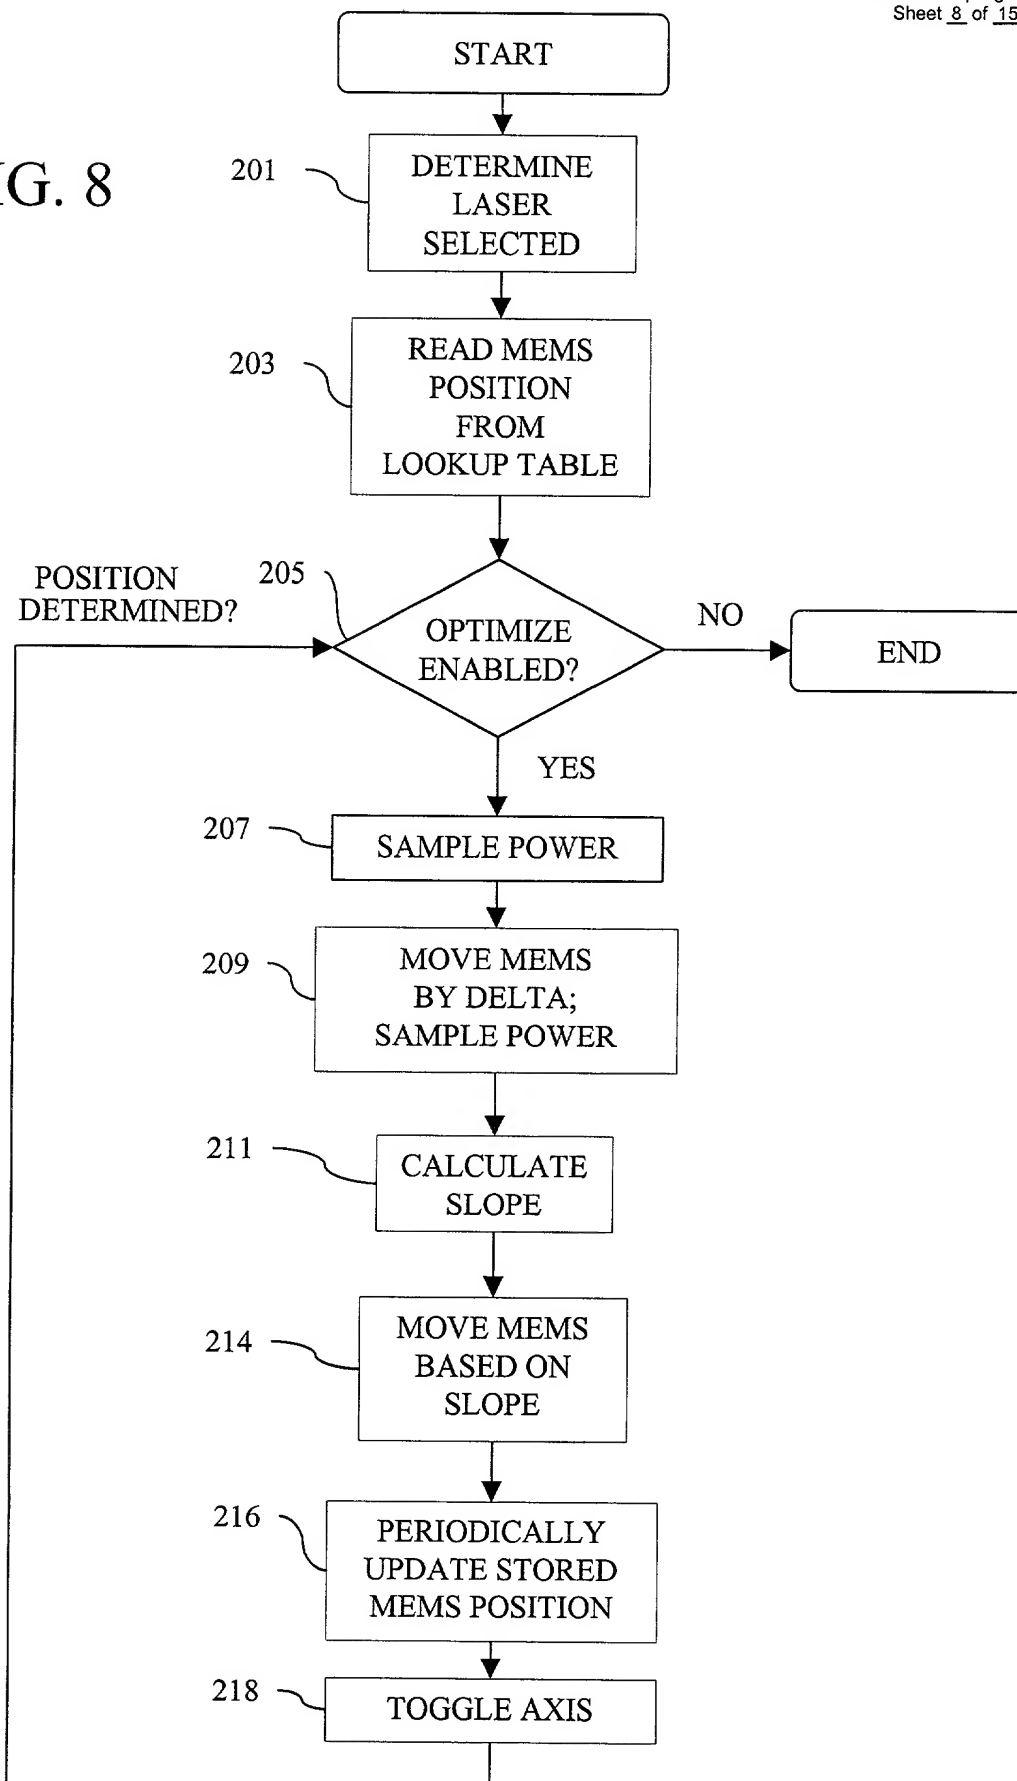 Sheet 8 of 15
START
IG. 8
201
DETERMINE
LASER
SELECTED
203
READ MEMS
POSITION
FROM
LOOKUP TABLE
POSITION
DETERMINED?
205
OPTIMIZE
ENABLED?
NO
END
YES
207
SAMPLE POWER
209
MOVE MEMS
BY DELTA;
SAMPLE POWER
211
CALCULATE
SLOPE
214
MOVE MEMS
BASED ON
SLOPE
216
PERIODICALLY
UPDATE STORED
MEMS POSITION
218
TOGGLE AXIS